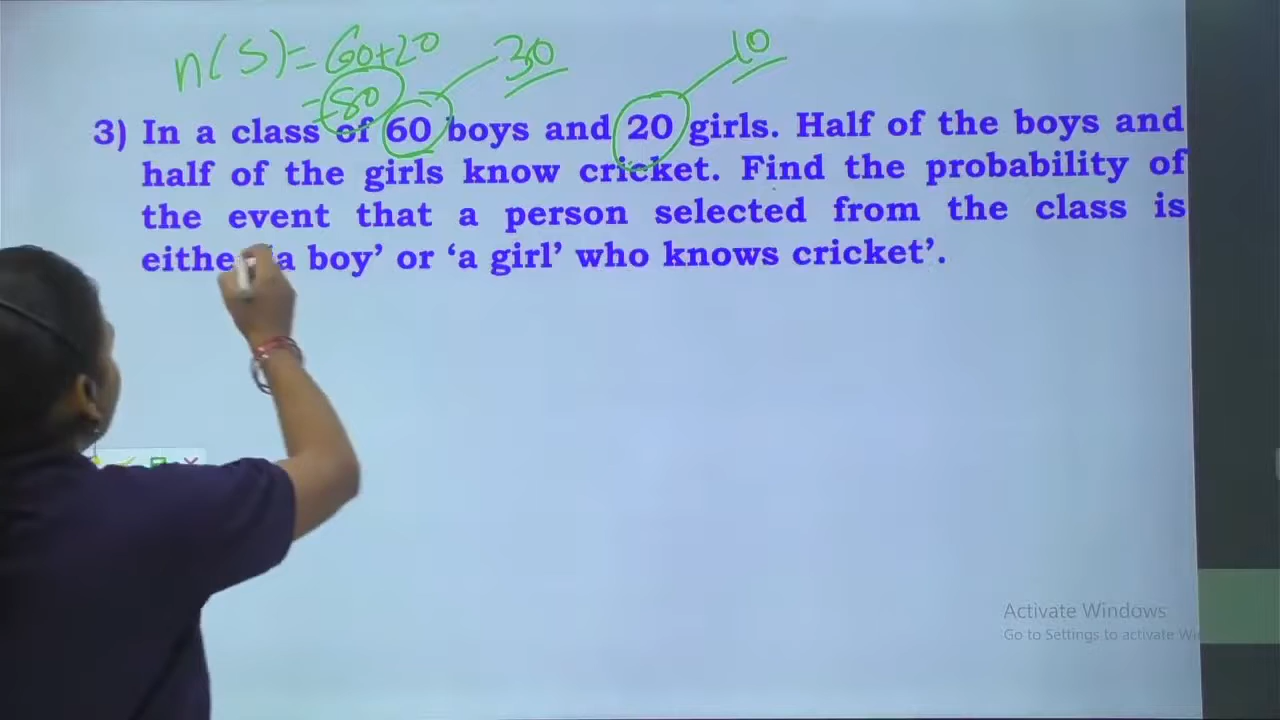 n(S)= 60+20
30
10
= 80
3) In a class of 60 boys and 20 girls. Half of the boys and
half of the girls know cricket. Find the probability of
the event that a person selected from the class is
eithe a boy’ or ‘a girl’ who knows cricket’.
Activate Windows
Go to Settings to activate Wi